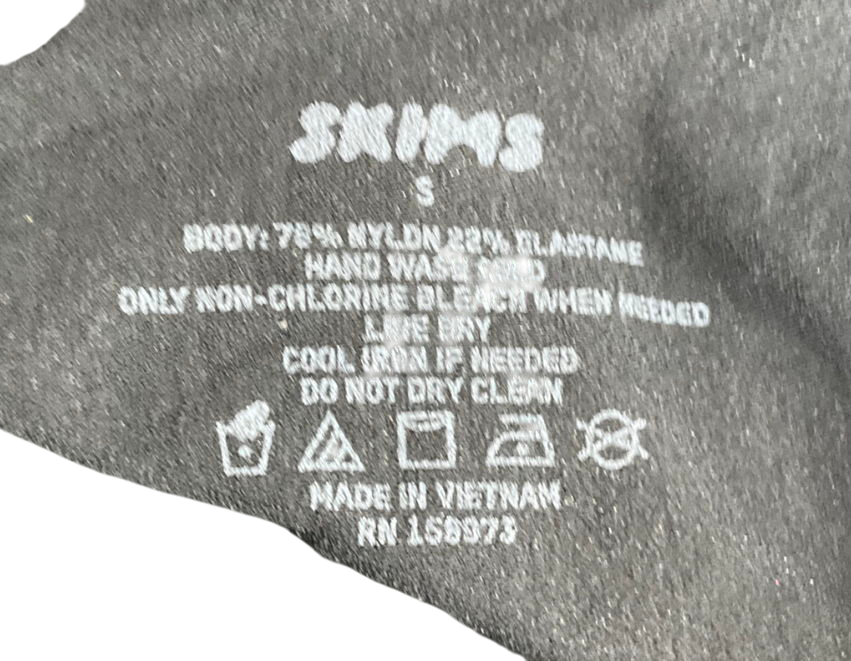 SKIMS
S
BODY: 78% NYLON 22% ELASTANE
HAND WASH COLD
ONLY NON-CHLORINE BLEACH WHEN NEEDED
LINE DRY
COOL IRON IF NEEDED
DO NOT DRY CLEAN
MADE IN VIETNAM
RN